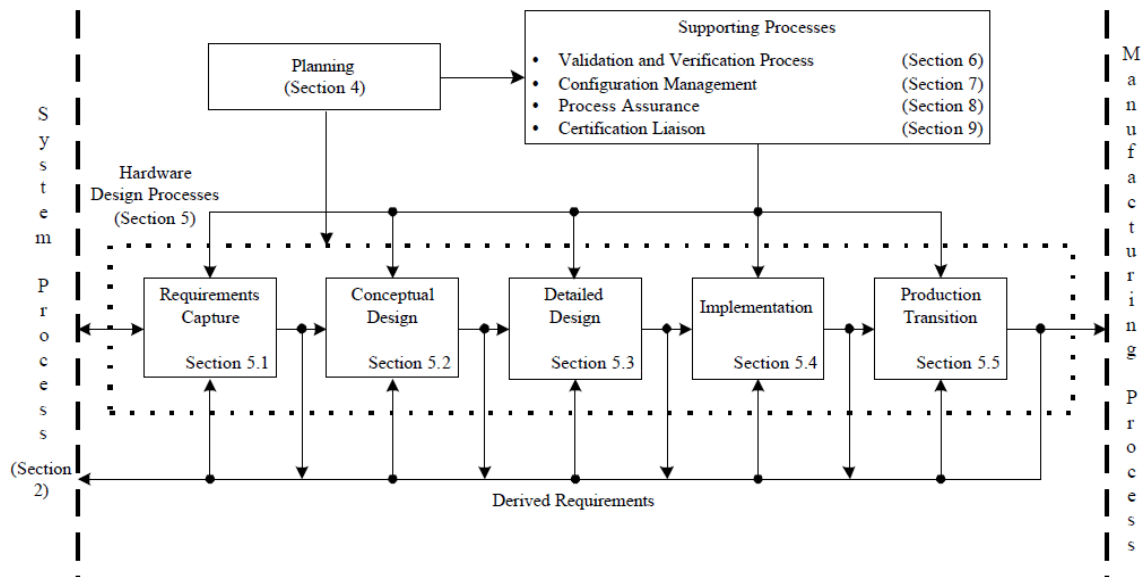 Supporting Processes
• Validation and Verification Process (Section 6)
• Configuration Management (Section 7)
• Process Assurance (Section 8)
• Certification Liaison (Section 9)
Planning
(Section 4)
System Process
(Section
2)
Manufacturing Process
Hardware
Design Processes
(Section 5)
Requirements
Capture
Section 5.1
Conceptual
Design
Section 5.2
Detailed
Design
Section 5.3
Implementation
Section 5.4
Production
Transition
Section 5.5
Derived Requirements